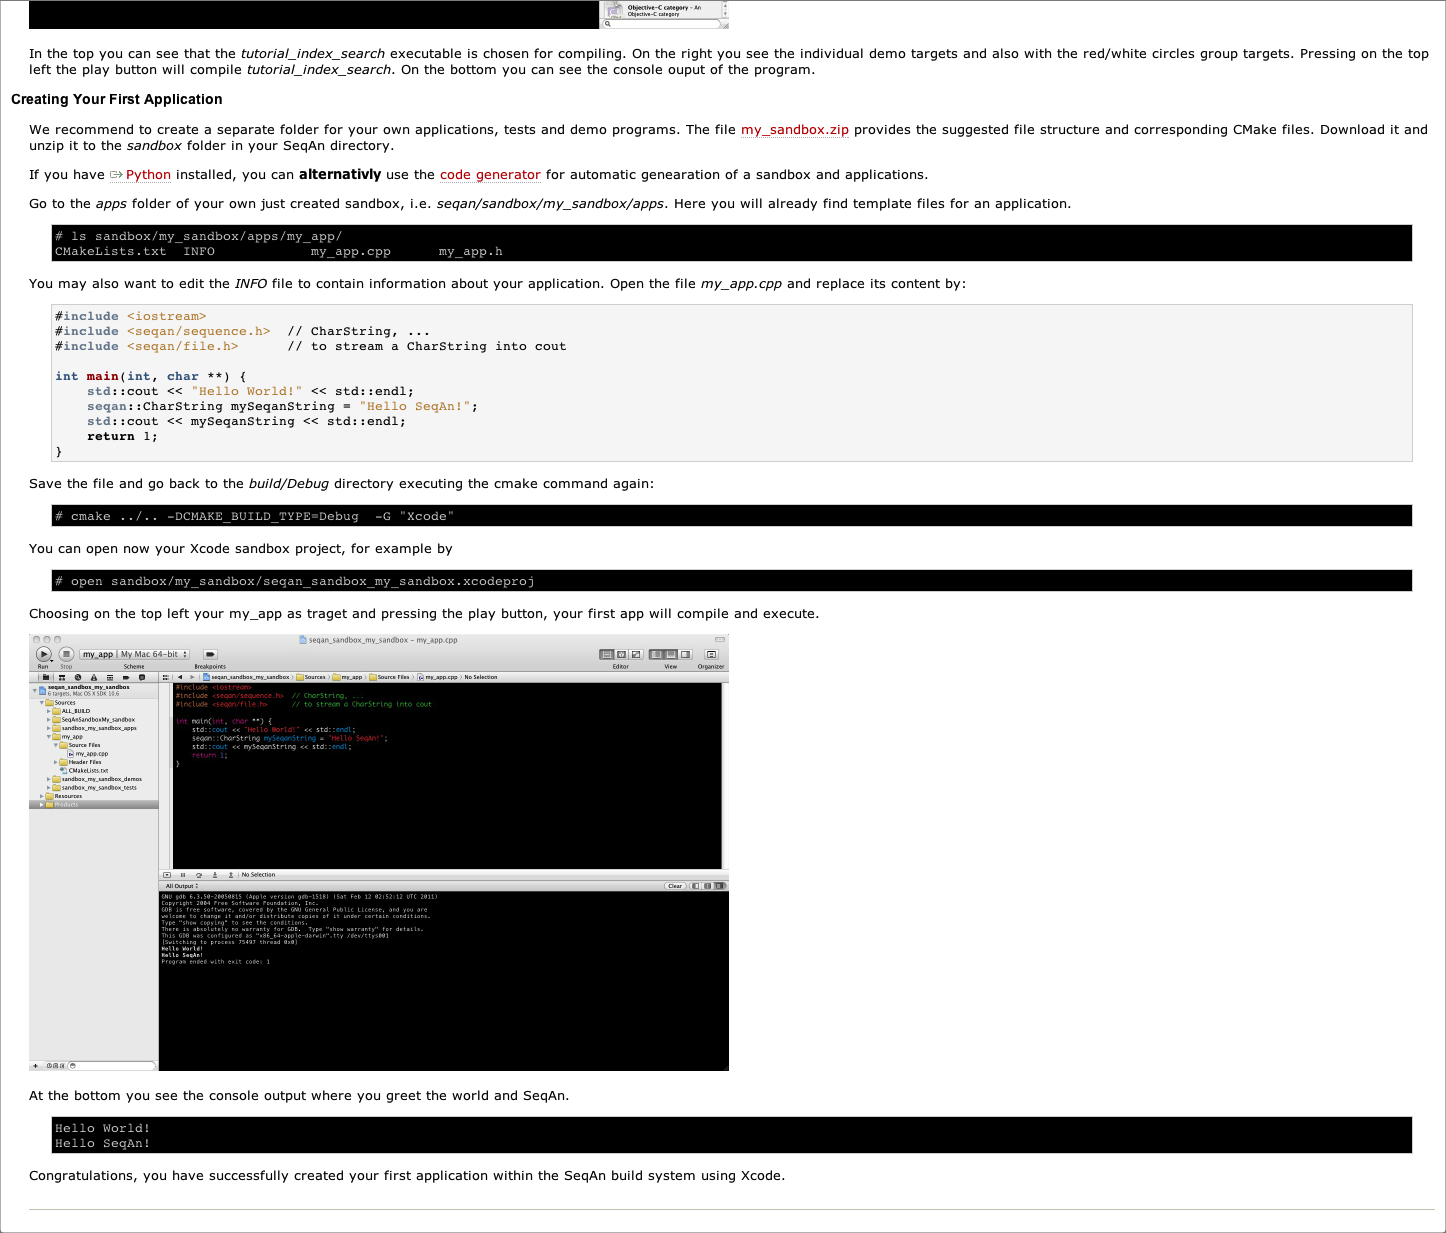 Objective-C category - An
Objective-C category
In the top you can see that the tutorial_index_search executable is chosen for compiling. On the right you see the individual demo targets and also with the red/white circles group targets. Pressing on the top
left the play button will compile tutorial_index_search. On the bottom you can see the console ouput of the program.
Creating Your First Application
We recommend to create a separate folder for your own applications, tests and demo programs. The file my_sandbox.zip provides the suggested file structure and corresponding CMake files. Download it and
unzip it to the sandbox folder in your SeqAn directory.
If you have Python installed, you can alternativly use the code generator for automatic genearation of a sandbox and applications.
Go to the apps folder of your own just created sandbox, i.e. seqan/sandbox/my_sandbox/apps. Here you will already find template files for an application.
# ls sandbox/my_sandbox/apps/my_app/
CMakeLists.txt  INFO            my_app.cpp      my_app.h
You may also want to edit the INFO file to contain information about your application. Open the file my_app.cpp and replace its content by:
#include <iostream>
#include <seqan/sequence.h>  // CharString, ...
#include <seqan/file.h>      // to stream a CharString into cout
int main(int, char **) {
    std::cout << "Hello World!" << std::endl;
    seqan::CharString mySeqanString = "Hello SeqAn!";
    std::cout << mySeqanString << std::endl;
    return 1;
}
Save the file and go back to the build/Debug directory executing the cmake command again:
# cmake ../.. -DCMAKE_BUILD_TYPE=Debug  -G "Xcode"
You can open now your Xcode sandbox project, for example by
# open sandbox/my_sandbox/seqan_sandbox_my_sandbox.xcodeproj
Choosing on the top left your my_app as traget and pressing the play button, your first app will compile and execute.
seqan_sandbox_my_sandbox - my_app.cpp
my_app | My Mac 64-bit
Run Stop Scheme Breakpoints Editor View Organizer
seqan_sandbox_my_sandbox Sources my_app Source Files my_app.cpp No Selection
seqan_sandbox_my_sandbox
6 targets, Mac OS X SDK 10.6
Sources
ALL_BUILD
SeqAnSandboxMy_sandbox
sandbox_my_sandbox_apps
my_app
Source Files
my_app.cpp
Header Files
CMakeLists.txt
sandbox_my_sandbox_demos
sandbox_my_sandbox_tests
Resources
Products
#include <iostream>
#include <seqan/sequence.h>  // CharString, ...
#include <seqan/file.h>      // to stream a CharString into cout
int main(int, char **) {
    std::cout << "Hello World!" << std::endl;
    seqan::CharString mySeqanString = "Hello SeqAn!";
    std::cout << mySeqanString << std::endl;
    return 1;
}
No Selection
All Output Clear
GNU gdb 6.3.50-20050815 (Apple version gdb-1518) (Sat Feb 12 02:52:12 UTC 2011)
Copyright 2004 Free Software Foundation, Inc.
GDB is free software, covered by the GNU General Public License, and you are
welcome to change it and/or distribute copies of it under certain conditions.
Type "show copying" to see the conditions.
There is absolutely no warranty for GDB.  Type "show warranty" for details.
This GDB was configured as "x86_64-apple-darwin".tty /dev/ttys001
[Switching to process 75497 thread 0x0]
Hello World!
Hello SeqAn!
Program ended with exit code: 1
At the bottom you see the console output where you greet the world and SeqAn.
Hello World!
Hello SeqAn!
Congratulations, you have successfully created your first application within the SeqAn build system using Xcode.